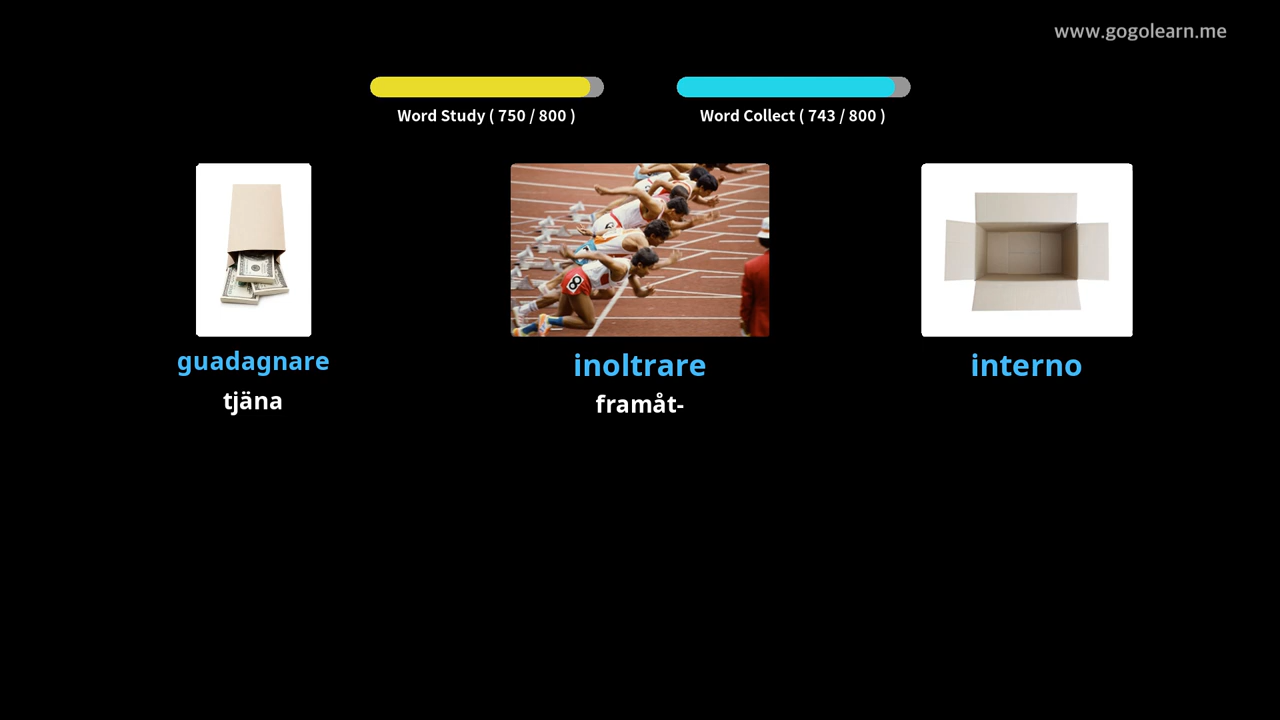 www.gogolearn.me
Word Study ( 750 / 800 )
Word Collect ( 743 / 800 )
guadagnare
tjäna
inoltrare
framåt-
interno